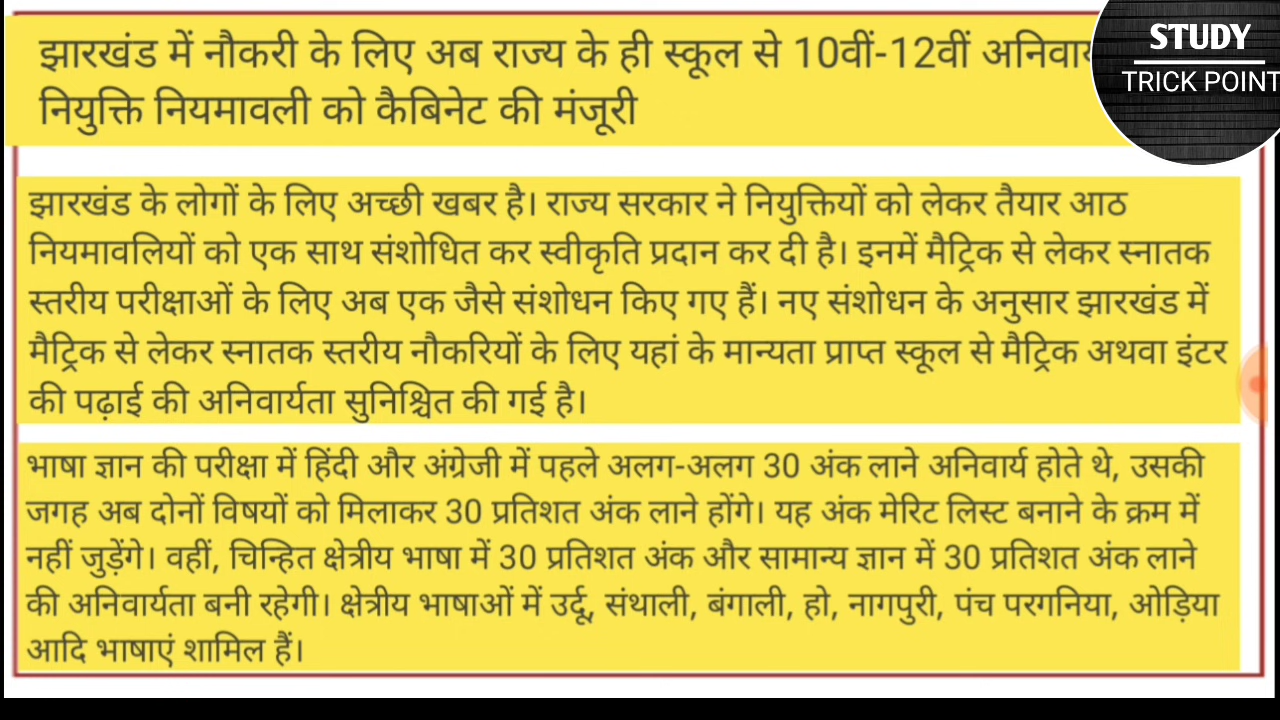 झारखंड में नौकरी के लिए अब राज्य के ही स्कूल से 10वीं-12वीं
नियुक्ति नियमावली को कैबिनेट की मंजूरी
STUDY
TRICK POINT
झारखंड के लोगों के लिए अच्छी खबर है। राज्य सरकार ने नियुक्तियों को लेकर तैयार आठ
नियमावलियों को एक साथ संशोधित कर स्वीकृति प्रदान कर दी है। इनमें मैट्रिक से लेकर स्नातक
स्तरीय परीक्षाओं के लिए अब एक जैसे संशोधन किए गए हैं। नए संशोधन के अनुसार झारखंड में
मैट्रिक से लेकर स्नातक स्तरीय नौकरियों के लिए यहां के मान्यता प्राप्त स्कूल से मैट्रिक अथवा इंटर
की पढ़ाई की अनिवार्यता सुनिश्चित की गई है।
भाषा ज्ञान की परीक्षा में हिंदी और अंग्रेजी में पहले अलग-अलग 30 अंक लाने अनिवार्य होते थे, उसकी
जगह अब दोनों विषयों को मिलाकर 30 प्रतिशत अंक लाने होंगे। यह अंक मेरिट लिस्ट बनाने के क्रम में
नहीं जुड़ेंगे। वहीं, चिन्हित क्षेत्रीय भाषा में 30 प्रतिशत अंक और सामान्य ज्ञान में 30 प्रतिशत अंक लाने
की अनिवार्यता बनी रहेगी। क्षेत्रीय भाषाओं में उर्दू, संथाली, बंगाली, हो, नागपुरी, पंच परगनिया, ओड़िया
आदि भाषाएं शामिल हैं।